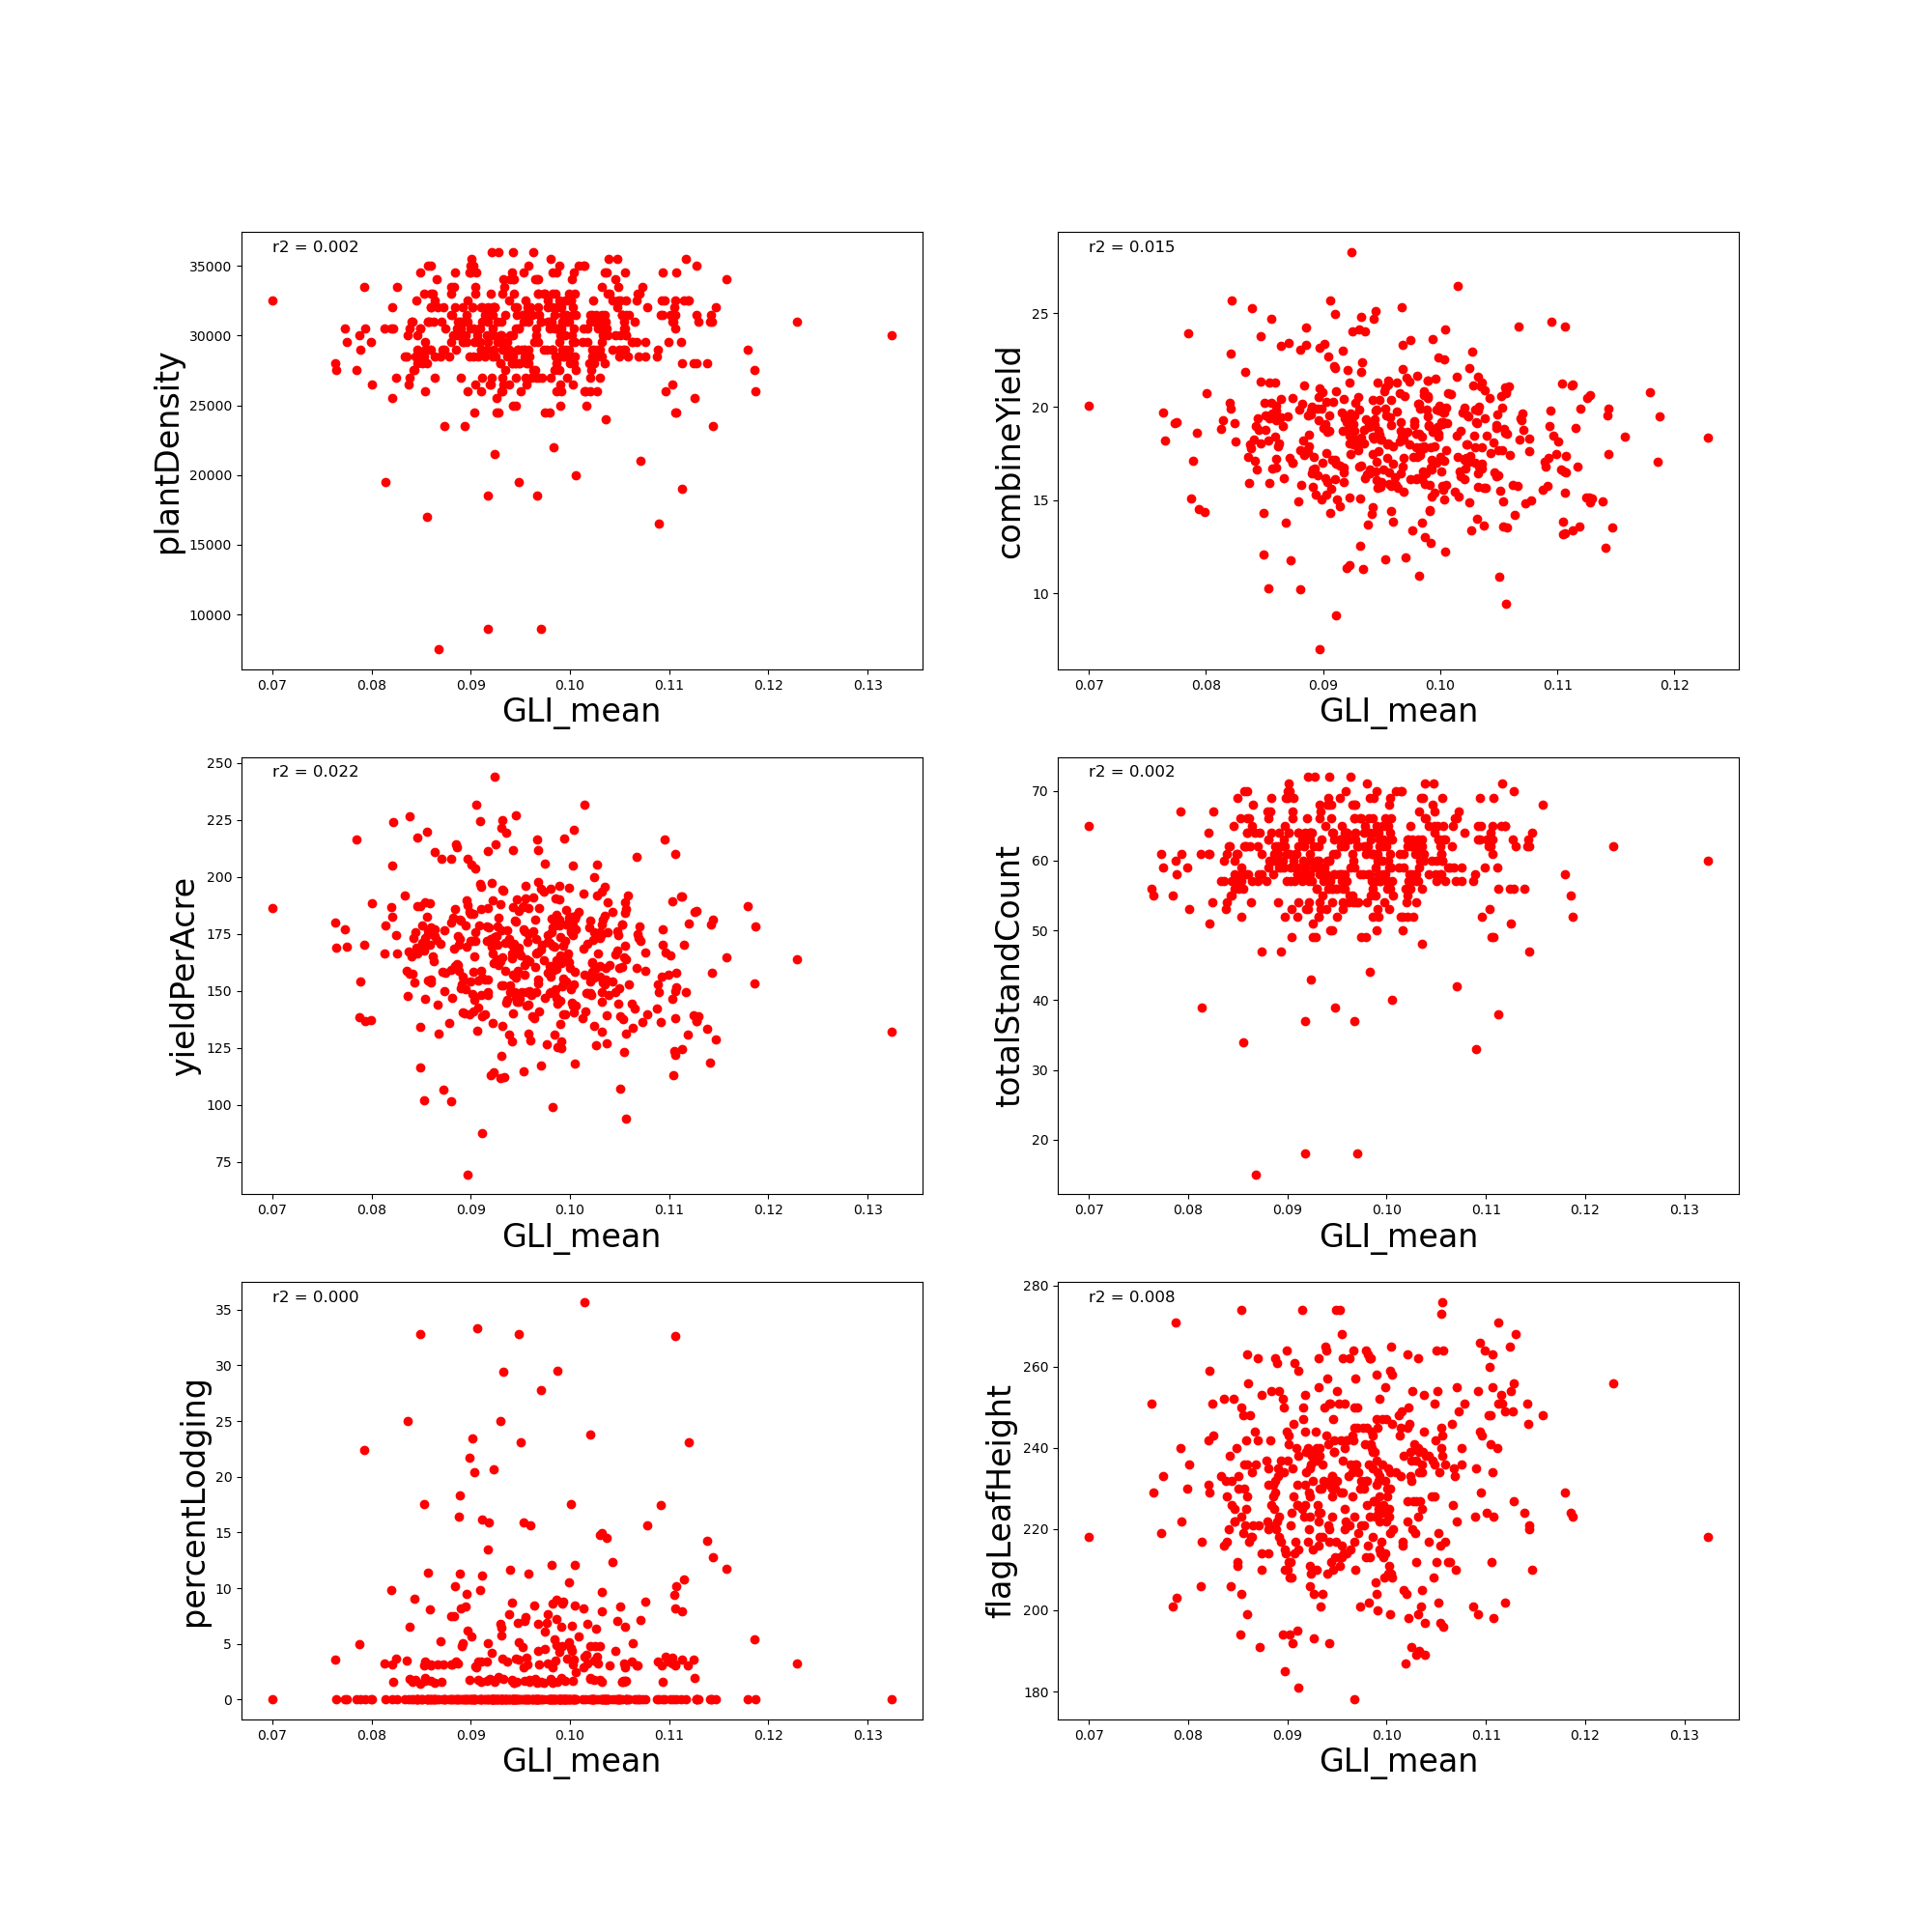 r2 = 0.002
35000
30000
25000
20000
15000
10000
plantDensity
0.07 0.08 0.09 0.10 0.11 0.12 0.13
GLI_mean
r2 = 0.015
25
20
15
10
combineYield
0.07 0.08 0.09 0.10 0.11 0.12
GLI_mean
r2 = 0.022
250
225
200
175
150
125
100
75
yieldPerAcre
0.07 0.08 0.09 0.10 0.11 0.12 0.13
GLI_mean
r2 = 0.002
70
60
50
40
30
20
totalStandCount
0.07 0.08 0.09 0.10 0.11 0.12 0.13
GLI_mean
r2 = 0.000
35
30
25
20
15
10
5
0
percentLodging
0.07 0.08 0.09 0.10 0.11 0.12 0.13
GLI_mean
r2 = 0.008
280
260
240
220
200
180
flagLeafHeight
0.07 0.08 0.09 0.10 0.11 0.12 0.13
GLI_mean